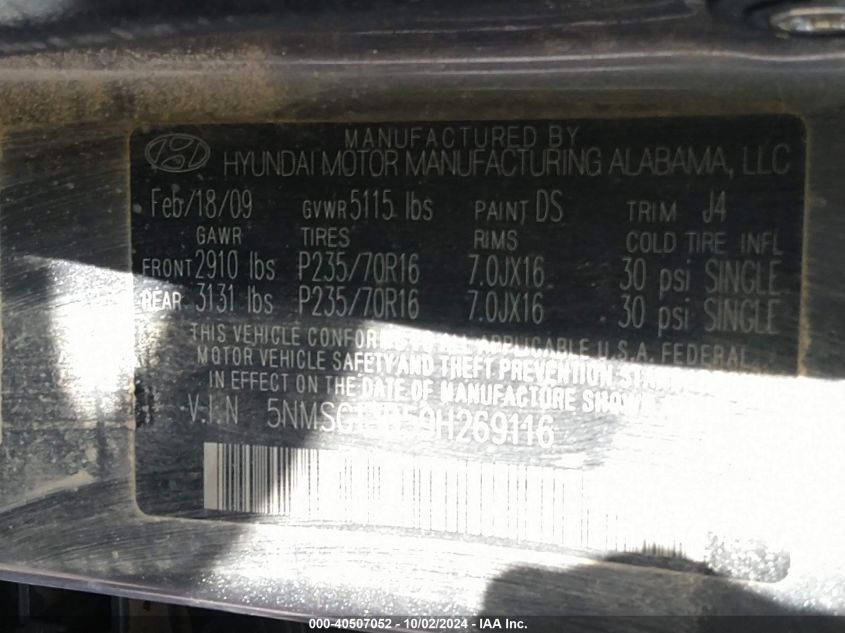 MANUFACTURED BY
HYUNDAI MOTOR MANUFACTURING ALABAMA, LLC
Feb/18/09 GVWR 5115 lbs PAINT DS TRIM J4
GAWR TIRES RIMS COLD TIRE INFL
FRONT 2910 lbs P235/70R16 7.0JX16 30 psi SINGLE
REAR 3131 lbs P235/70R16 7.0JX16 30 psi SINGLE
THIS VEHICLE CONFORMS ALL APPLICABLE U.S.A. FEDERAL
MOTOR VEHICLE SAFETY AND THEFT PREVENTION
IN EFFECT ON THE DATE OF MANUFACTURE SHOWN
V.I.N
000-40507052 - 10/02/2024 - IAA Inc.